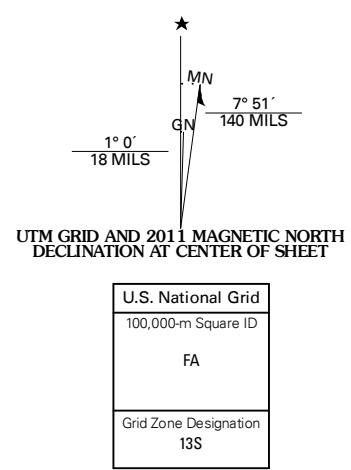 ★
MN
7° 51´
140 MILS
GN
1° 0´
18 MILS
UTM GRID AND 2011 MAGNETIC NORTH
DECLINATION AT CENTER OF SHEET
U.S. National Grid
100,000-m Square ID
FA
Grid Zone Designation
13S